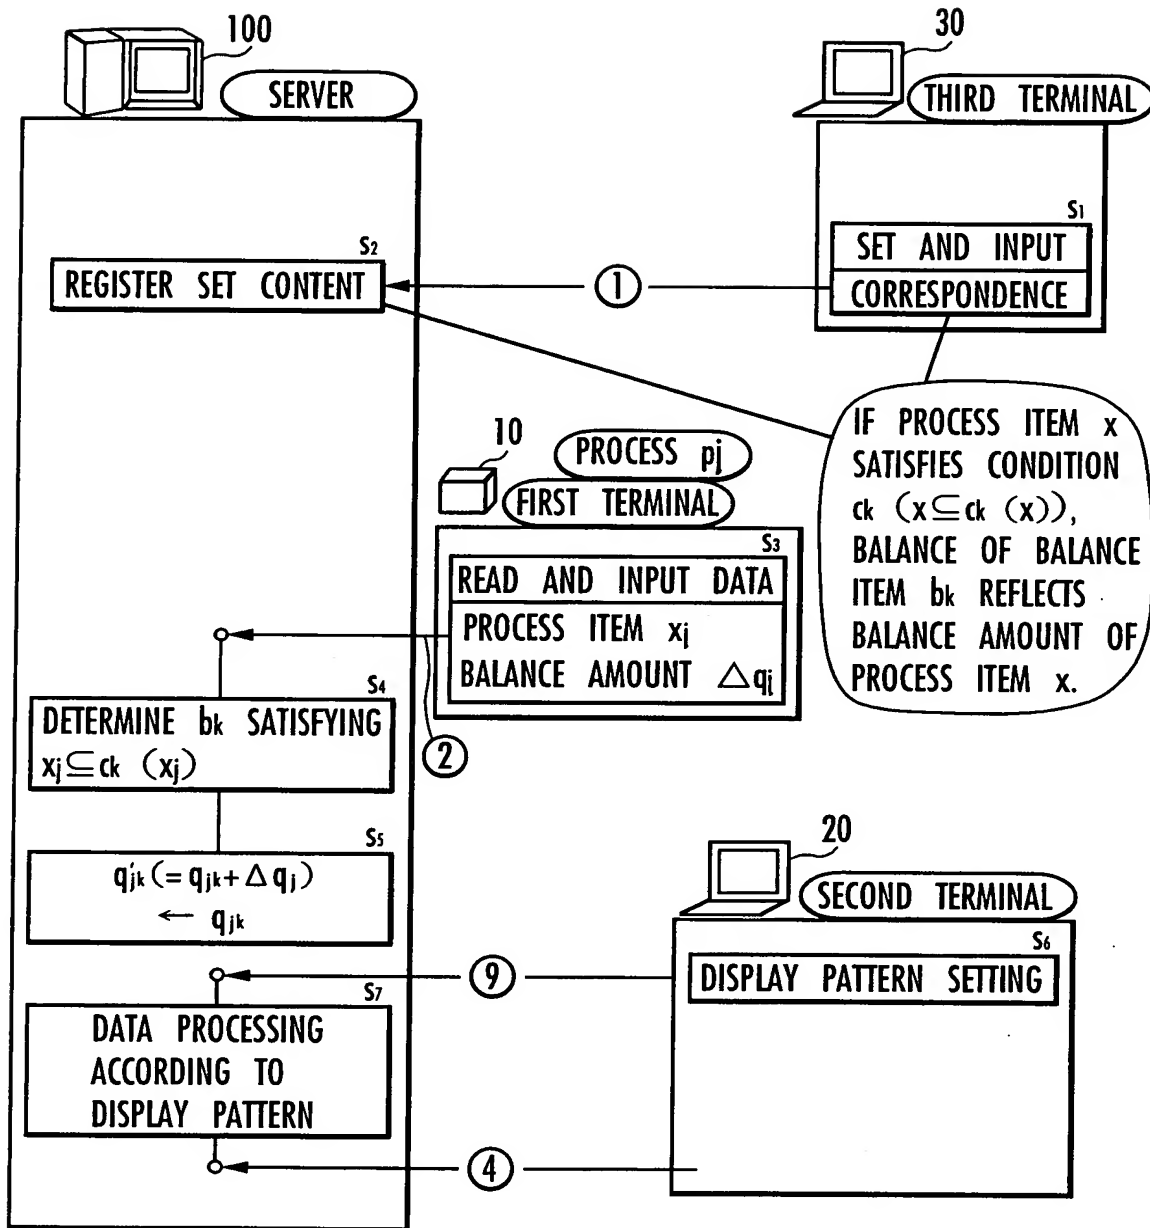 100
SERVER
30
THIRD TERMINAL
S1
SET AND INPUT
CORRESPONDENCE
S2
REGISTER SET CONTENT
1
IF PROCESS ITEM x
SATISFIES CONDITION
ck (x⊆ck (x)),
BALANCE OF BALANCE
ITEM bk REFLECTS
BALANCE AMOUNT OF
PROCESS ITEM x.
10
PROCESS pj
FIRST TERMINAL
S3
READ AND INPUT DATA
PROCESS ITEM xj
BALANCE AMOUNT △qj
2
S4
DETERMINE bk SATISFYING
xj⊆ck (xj)
S5
q'jk(=qjk+△qj)
← qjk
20
SECOND TERMINAL
S6
DISPLAY PATTERN SETTING
9
S7
DATA PROCESSING
ACCORDING TO
DISPLAY PATTERN
4